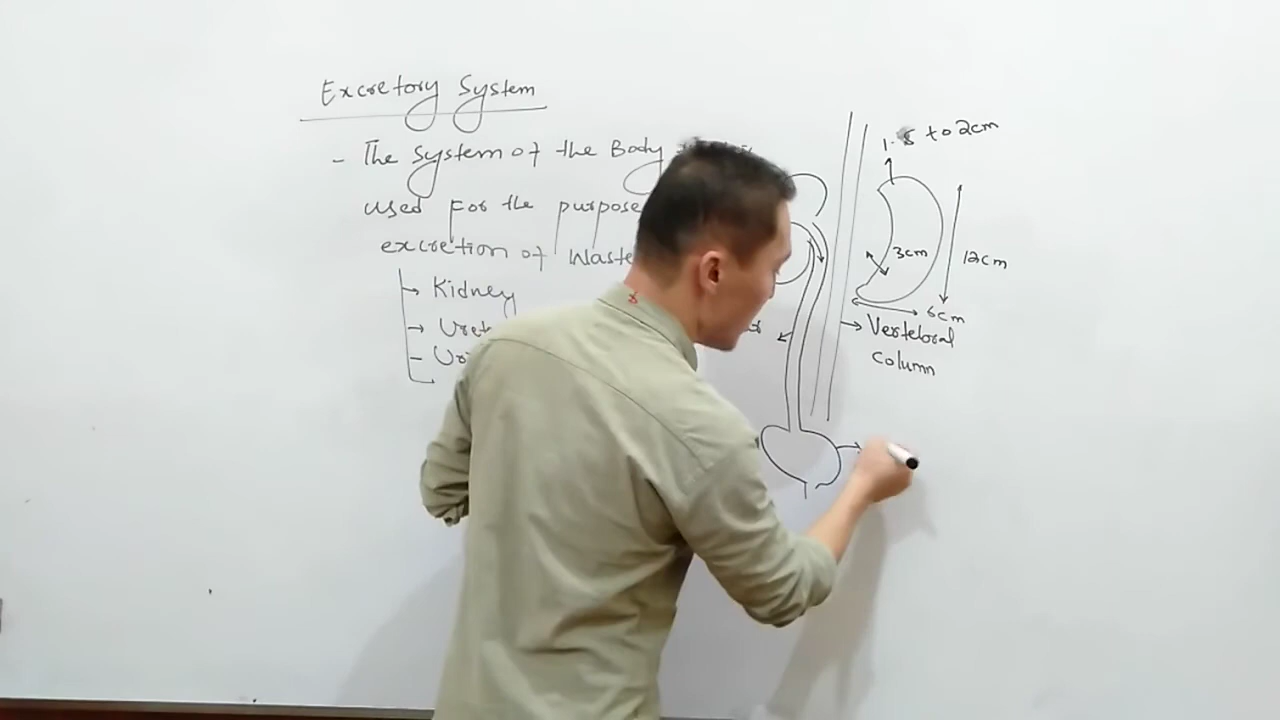 Excretory System
- The System of the Body
used for the purpose
excretion of Waste
→ Kidney
→ Uret
- Ur
1.5 to 2cm
3cm
12cm
6cm
→ Vertebral
column